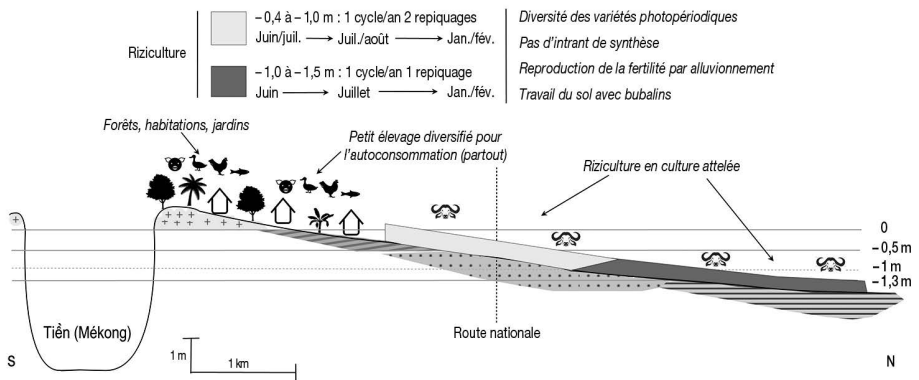 Riziculture
– 0,4 à – 1,0 m : 1 cycle/an 2 repiquages
Juin/juil. Juil./août Jan./fév.
– 1,0 à – 1,5 m : 1 cycle/an 1 repiquage
Juin Juillet Jan./fév.
Diversité des variétés photopériodiques
Pas d'intrant de synthèse
Reproduction de la fertilité par alluvionnement
Travail du sol avec bubalins
Forêts, habitations, jardins
Petit élevage diversifié pour
l'autoconsommation (partout)
Riziculture en culture attelée
0
– 0,5 m
– 1 m
– 1,3 m
Tiền (Mékong)
Route nationale
S
1 m
1 km
N